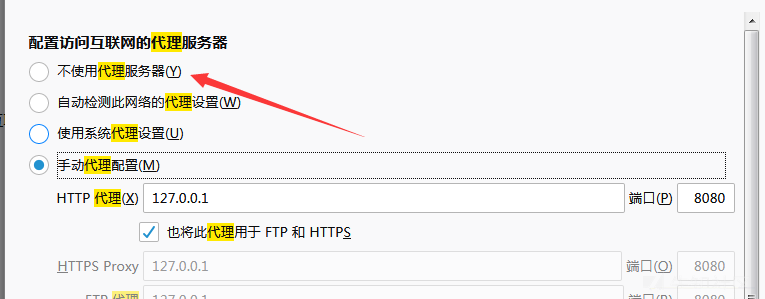 配置访问互联网的代理服务器
不使用代理服务器(Y)
自动检测此网络的代理设置(W)
使用系统代理设置(U)
手动代理配置(M)
HTTP 代理(X) 127.0.0.1 端口(P) 8080
也将此代理用于 FTP 和 HTTPS
HTTPS Proxy 127.0.0.1 端口(O) 8080
FTP 代理 127.0.0.1 端口(R) 8080